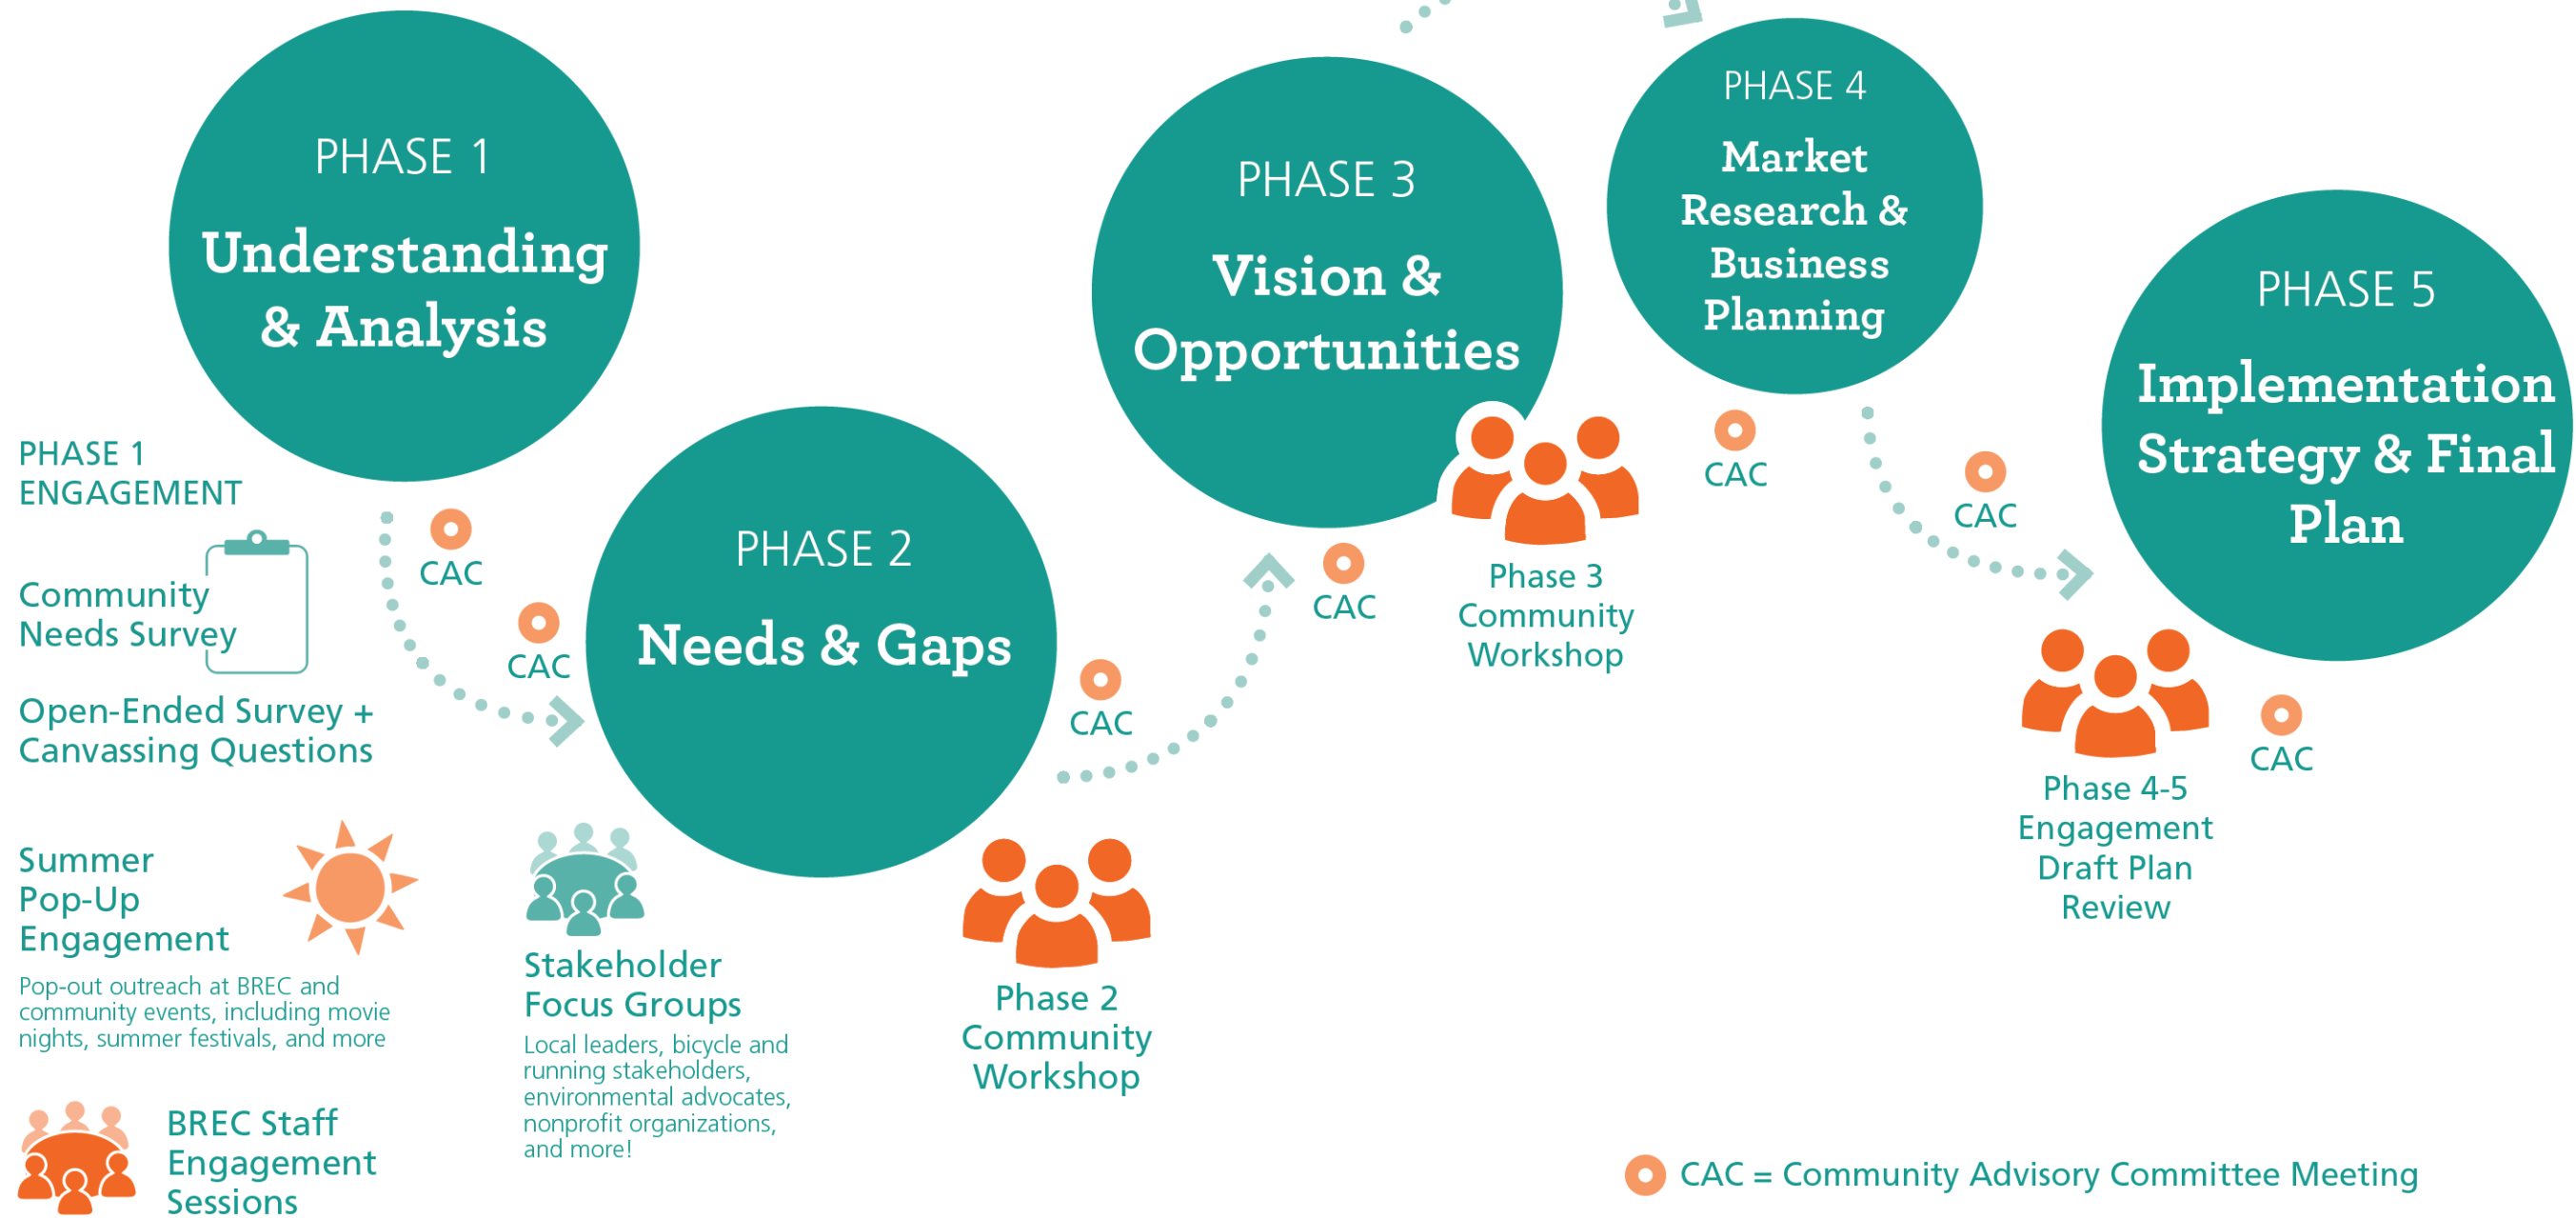 PHASE 1
Understanding
& Analysis
PHASE 1
ENGAGEMENT
Community
Needs Survey
Open-Ended Survey +
Canvassing Questions
Summer
Pop-Up
Engagement
Pop-out outreach at BREC and
community events, including movie
nights, summer festivals, and more
BREC Staff
Engagement
Sessions
CAC
CAC
PHASE 2
Needs & Gaps
Stakeholder
Focus Groups
Local leaders, bicycle and
running stakeholders,
environmental advocates,
nonprofit organizations,
and more!
Phase 2
Community
Workshop
CAC
PHASE 3
Vision &
Opportunities
CAC
Phase 3
Community
Workshop
PHASE 4
Market
Research &
Business
Planning
CAC
CAC
PHASE 5
Implementation
Strategy & Final
Plan
Phase 4-5
Engagement
Draft Plan
Review
CAC
CAC = Community Advisory Committee Meeting